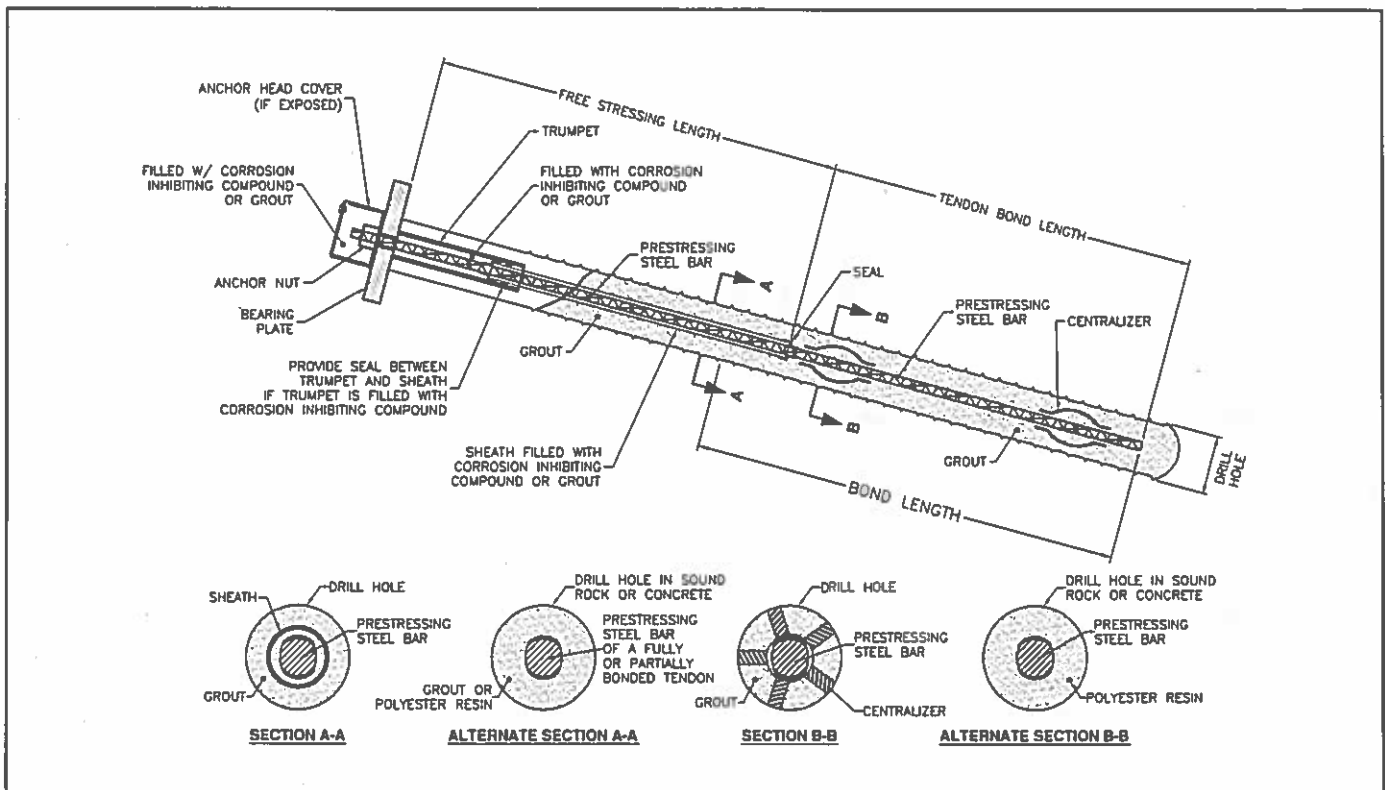 ANCHOR HEAD COVER
(IF EXPOSED)
FREE STRESSING LENGTH
TRUMPET
FILLED W/ CORROSION
INHIBITING COMPOUND
OR GROUT
FILLED WITH CORROSION
INHIBITING COMPOUND
OR GROUT
TENDON BOND LENGTH
PRESTRESSING
STEEL BAR
A
SEAL
ANCHOR NUT
B
PRESTRESSING
STEEL BAR
CENTRALIZER
BEARING
PLATE
GROUT
PROVIDE SEAL BETWEEN
TRUMPET AND SHEATH
IF TRUMPET IS FILLED WITH
CORROSION INHIBITING COMPOUND
A
B
SHEATH FILLED WITH
CORROSION INHIBITING
COMPOUND OR GROUT
GROUT
DRILL
HOLE
BOND LENGTH
DRILL HOLE
SHEATH
PRESTRESSING
STEEL BAR
GROUT
SECTION A-A
DRILL HOLE IN SOUND
ROCK OR CONCRETE
PRESTRESSING
STEEL BAR
OF A FULLY
OR PARTIALLY
BONDED TENDON
GROUT OR
POLYESTER RESIN
ALTERNATE SECTION A-A
DRILL HOLE
PRESTRESSING
STEEL BAR
GROUT
CENTRALIZER
SECTION B-B
DRILL HOLE IN SOUND
ROCK OR CONCRETE
PRESTRESSING
STEEL BAR
POLYESTER RESIN
ALTERNATE SECTION B-B